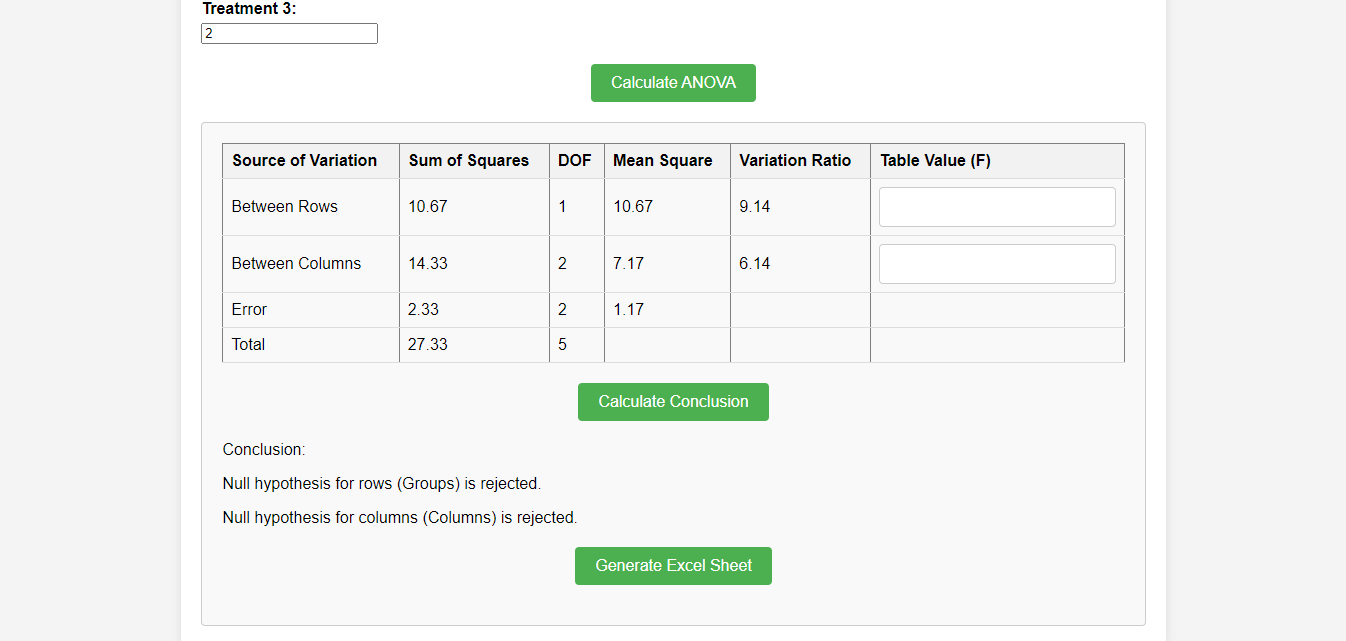 Treatment 3:
2
Calculate ANOVA
Source of Variation Sum of Squares DOF Mean Square Variation Ratio Table Value (F)
Between Rows 10.67 1 10.67 9.14
Between Columns 14.33 2 7.17 6.14
Error 2.33 2 1.17
Total 27.33 5
Calculate Conclusion
Conclusion:
Null hypothesis for rows (Groups) is rejected.
Null hypothesis for columns (Columns) is rejected.
Generate Excel Sheet